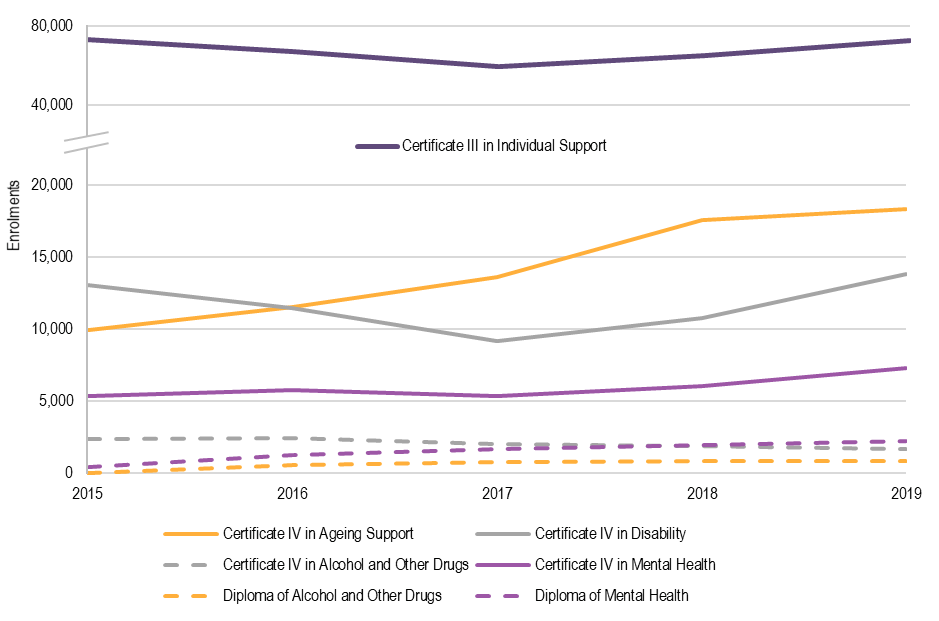 80,000
40,000
Certificate III in Individual Support
20,000
Enrolments
15,000
10,000
5,000
0
2015 2016 2017 2018 2019
Certificate IV in Ageing Support Certificate IV in Disability
Certificate IV in Alcohol and Other Drugs Certificate IV in Mental Health
Diploma of Alcohol and Other Drugs Diploma of Mental Health